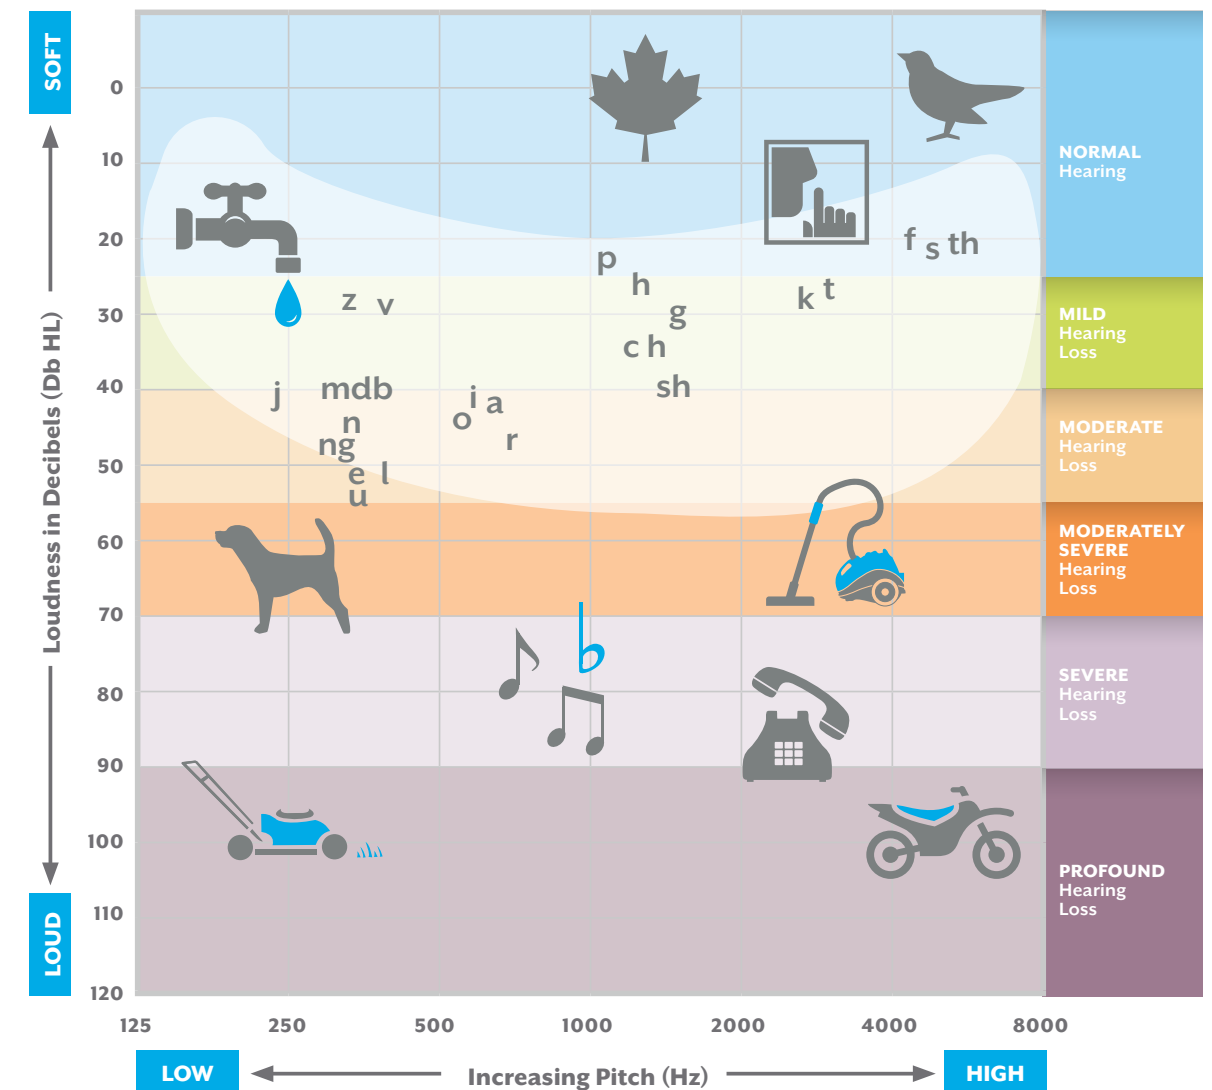 SOFT
0
10
20
30
40
50
60
70
80
90
100
110
120
LOUD
Loudness in Decibels (Db HL)
NORMAL
Hearing
MILD
Hearing
Loss
MODERATE
Hearing
Loss
MODERATELY
SEVERE
Hearing
Loss
SEVERE
Hearing
Loss
PROFOUND
Hearing
Loss
f s th
p
h
z v
k t
g
ch
j
mdb
i a
sh
n
o
ng
r
e l
u
125 250 500 1000 2000 4000 8000
LOW
Increasing Pitch (Hz)
HIGH